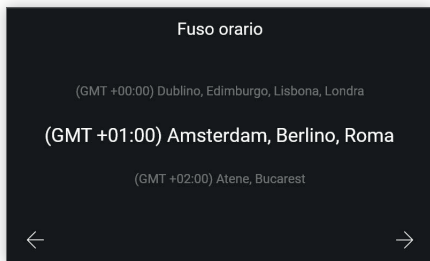 Fuso orario
(GMT +00:00) Dublino, Edimburgo, Lisbona, Londra
(GMT +01:00) Amsterdam, Berlino, Roma
(GMT +02:00) Atene, Bucarest